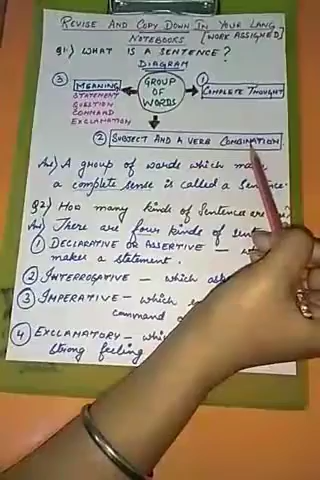 REVISE AND COPY DOWN IN YOUR LANG
NOTEBOOKS [WORK ASSIGNED]
Q1.) WHAT IS A SENTENCE?
DIAGRAM
③ MEANING
STATEMENT
QUESTION
COMMAND
EXCLAMATION
GROUP
OF
WORDS
①
COMPLETE THOUGHT
② SUBJECT AND A VERB COMBINATION
Ans) A group of words which
a complete sense is called a Sentence.
Q2) How many kinds of Sentence are
Ans) There are four kinds of
① DECLARATIVE OR ASSERTIVE —
makes a statement.
② INTERROGATIVE — which
③ IMPERATIVE — which
command
④ EXCLAMATORY —
strong feeling